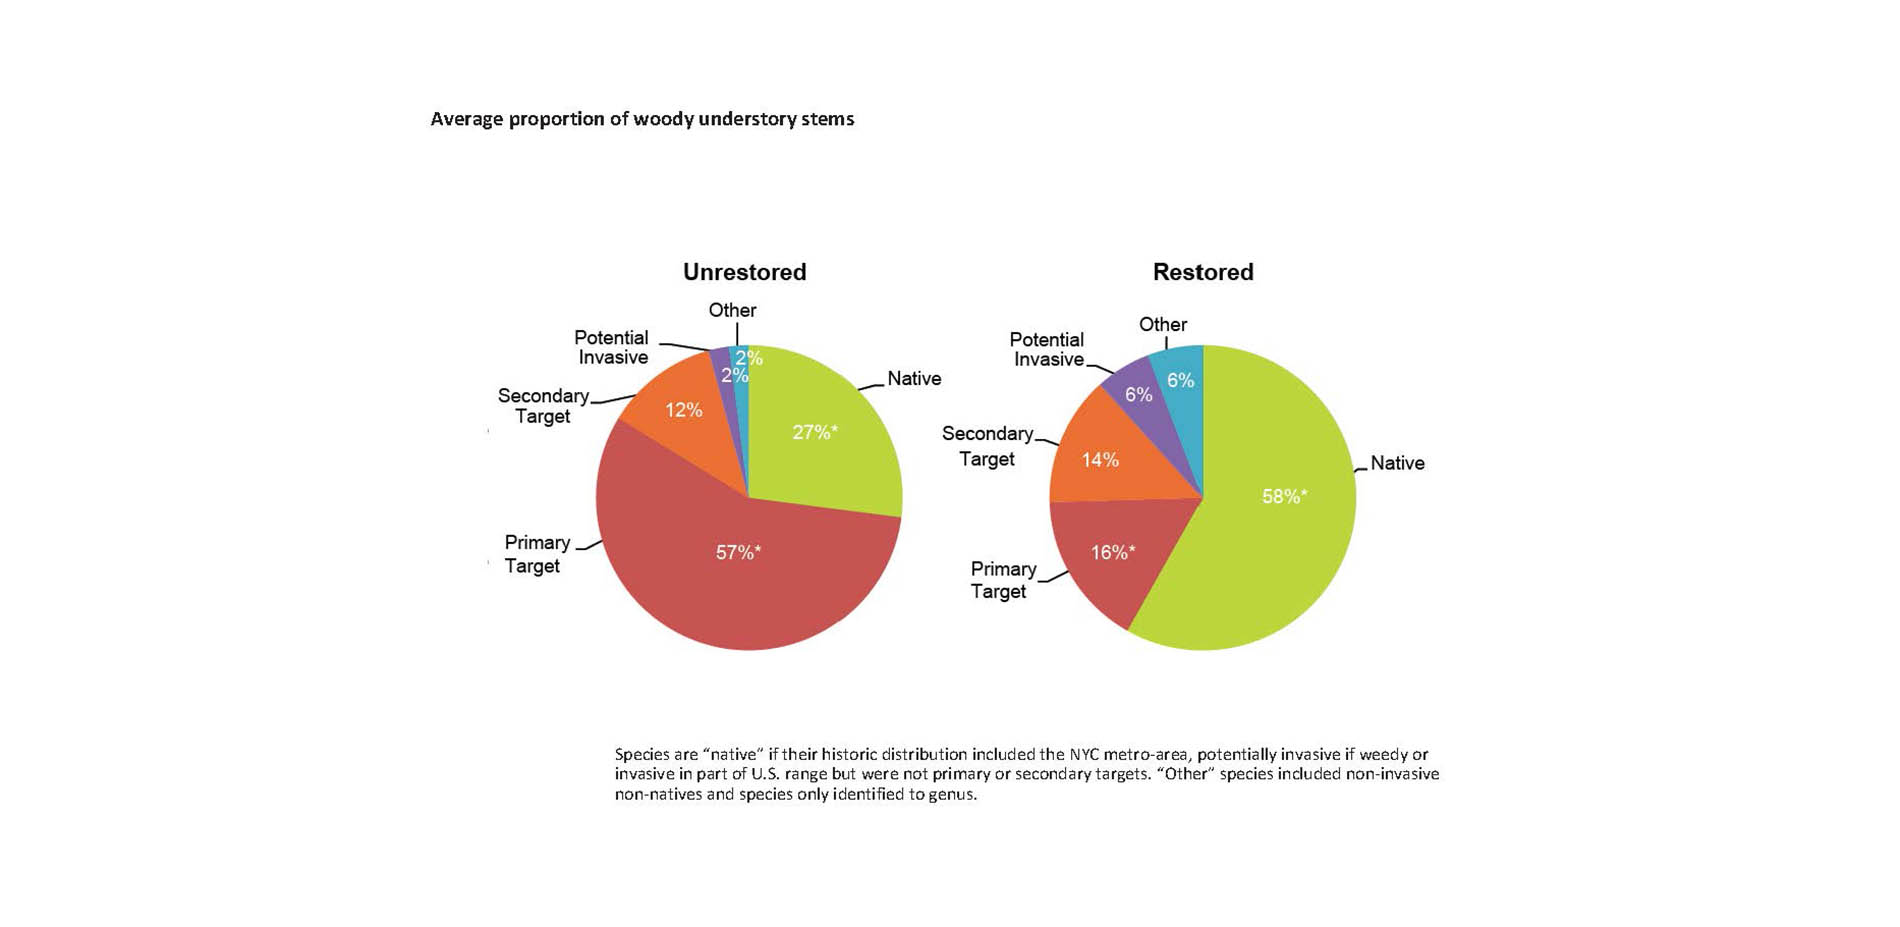 Average proportion of woody understory stems
Unrestored
Other
Potential
Invasive
Secondary
Target
Primary
Target
Native
2%
2%
12%
27%*
57%*
Restored
Other
Potential
Invasive
Secondary
Target
Primary
Target
Native
6%
6%
14%
16%*
58%*
Species are “native” if their historic distribution included the NYC metro-area, potentially invasive if weedy or
invasive in part of U.S. range but were not primary or secondary targets. “Other” species included non-invasive
non-natives and species only identified to genus.